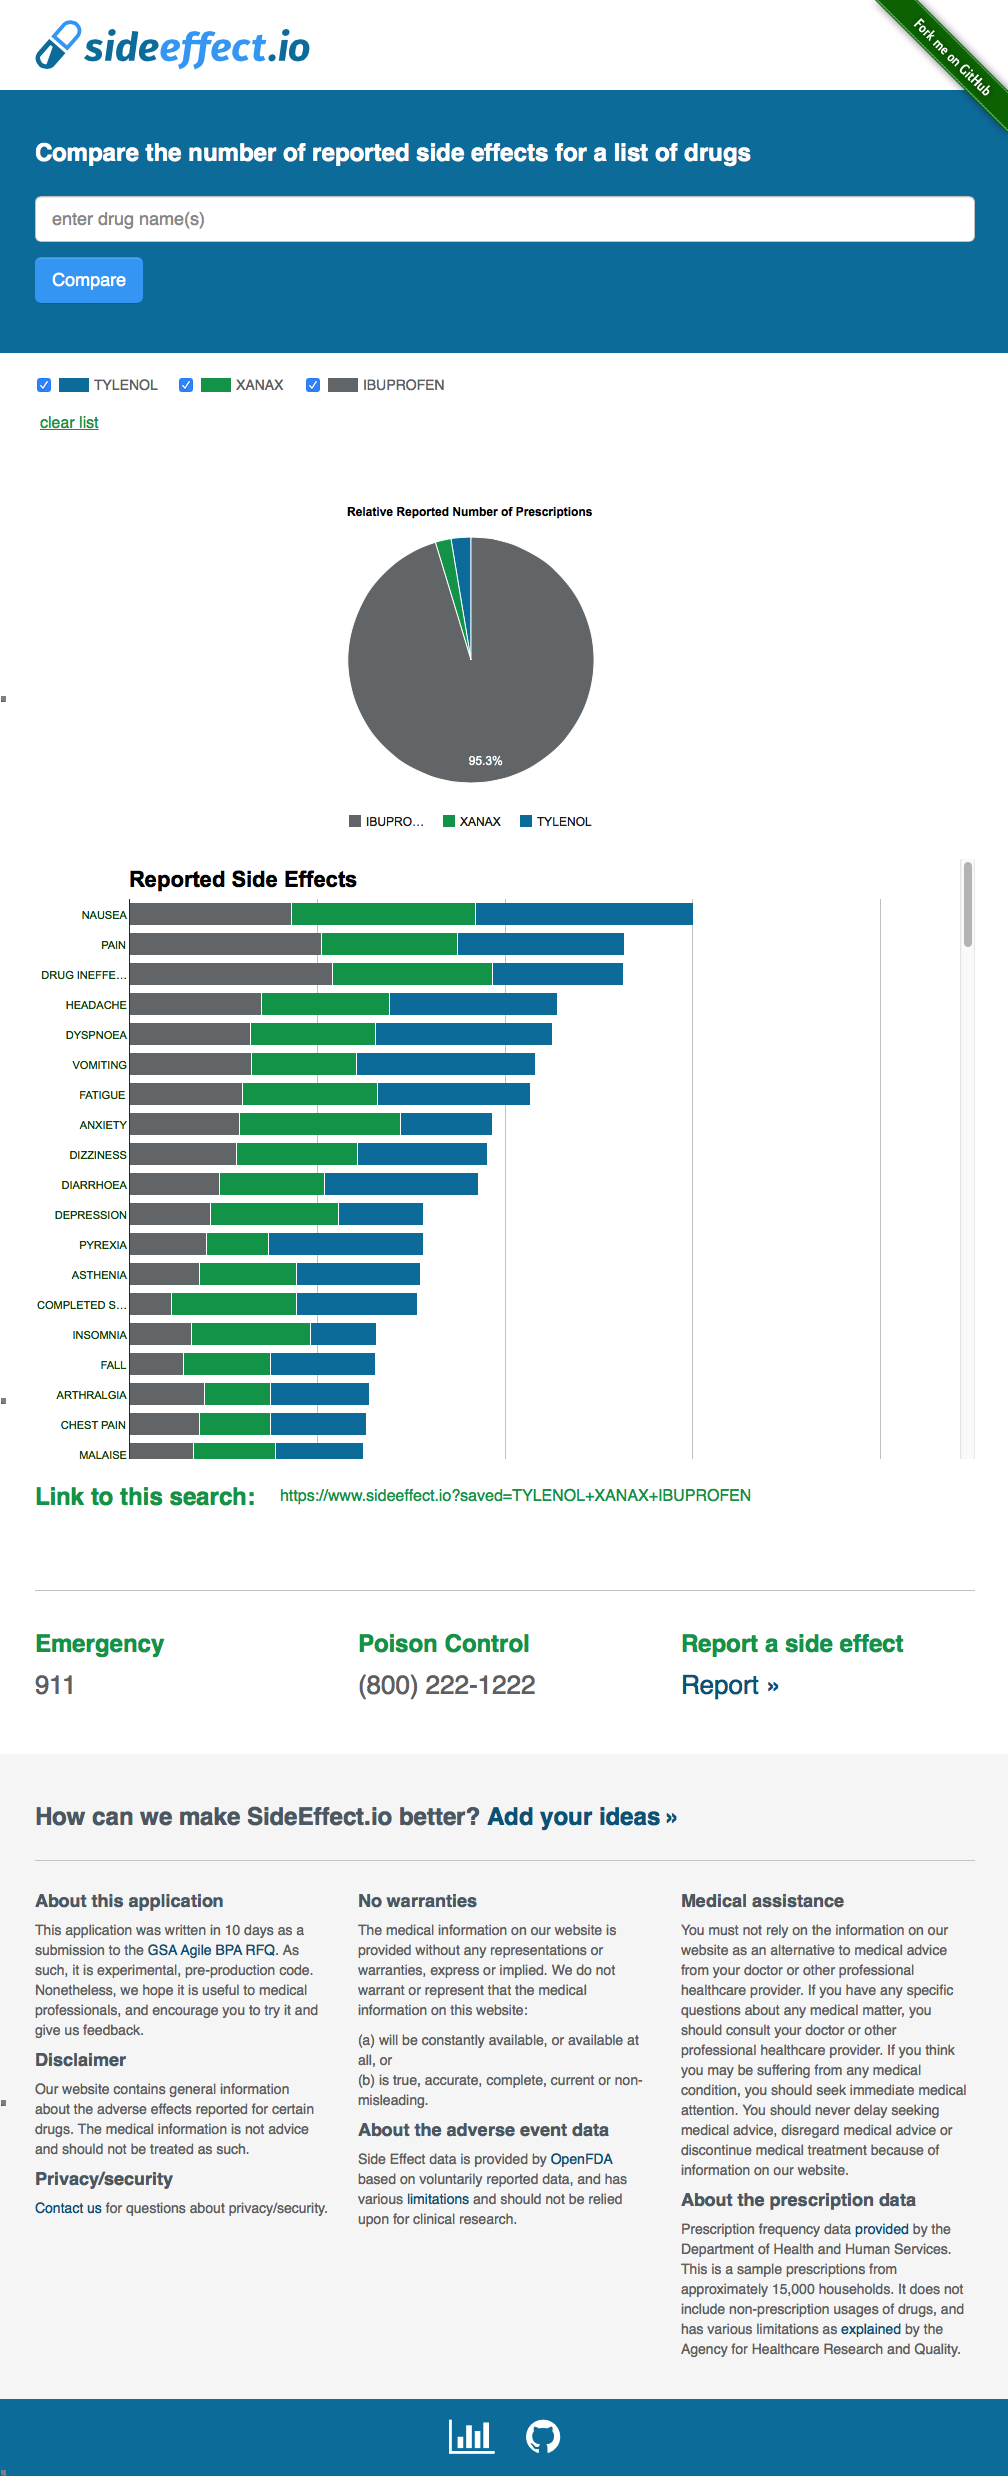 sideeffect.io
Fork me on GitHub
Compare the number of reported side effects for a list of drugs
enter drug name(s)
Compare
TYLENOL XANAX IBUPROFEN
clear list
Relative Reported Number of Prescriptions
95.3%
IBUPRO... XANAX TYLENOL
Reported Side Effects
NAUSEA
PAIN
DRUG INEFFE...
HEADACHE
DYSPNOEA
VOMITING
FATIGUE
ANXIETY
DIZZINESS
DIARRHOEA
DEPRESSION
PYREXIA
ASTHENIA
COMPLETED S...
INSOMNIA
FALL
ARTHRALGIA
CHEST PAIN
MALAISE
Link to this search: https://www.sideeffect.io?saved=TYLENOL+XANAX+IBUPROFEN
Emergency
911
Poison Control
(800) 222-1222
Report a side effect
Report »
How can we make SideEffect.io better? Add your ideas »
About this application
This application was written in 10 days as a
submission to the GSA Agile BPA RFQ. As
such, it is experimental, pre-production code.
Nonetheless, we hope it is useful to medical
professionals, and encourage you to try it and
give us feedback.
Disclaimer
Our website contains general information
about the adverse effects reported for certain
drugs. The medical information is not advice
and should not be treated as such.
Privacy/security
Contact us for questions about privacy/security.
No warranties
The medical information on our website is
provided without any representations or
warranties, express or implied. We do not
warrant or represent that the medical
information on this website:
(a) will be constantly available, or available at
all, or
(b) is true, accurate, complete, current or non-
misleading.
About the adverse event data
Side Effect data is provided by OpenFDA
based on voluntarily reported data, and has
various limitations and should not be relied
upon for clinical research.
Medical assistance
You must not rely on the information on our
website as an alternative to medical advice
from your doctor or other professional
healthcare provider. If you have any specific
questions about any medical matter, you
should consult your doctor or other
professional healthcare provider. If you think
you may be suffering from any medical
condition, you should seek immediate medical
attention. You should never delay seeking
medical advice, disregard medical advice or
discontinue medical treatment because of
information on our website.
About the prescription data
Prescription frequency data provided by the
Department of Health and Human Services.
This is a sample prescriptions from
approximately 15,000 households. It does not
include non-prescription usages of drugs, and
has various limitations as explained by the
Agency for Healthcare Research and Quality.